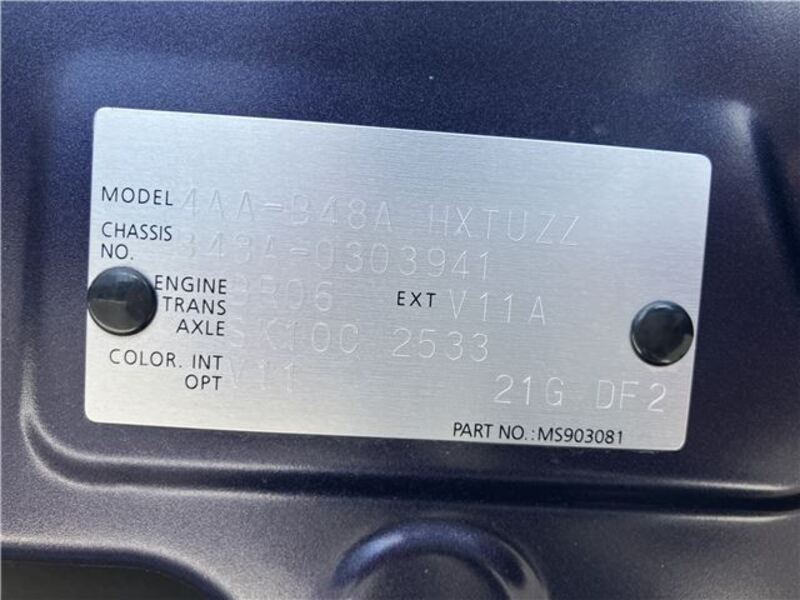 MODEL 4AA-B48A HXTUZZ
CHASSIS NO. B48A-0303941
ENGINE BR06 EXT V11A
TRANS AXLE 2533
COLOR. INT OPT V11 21G DF2
PART NO.:MS903081